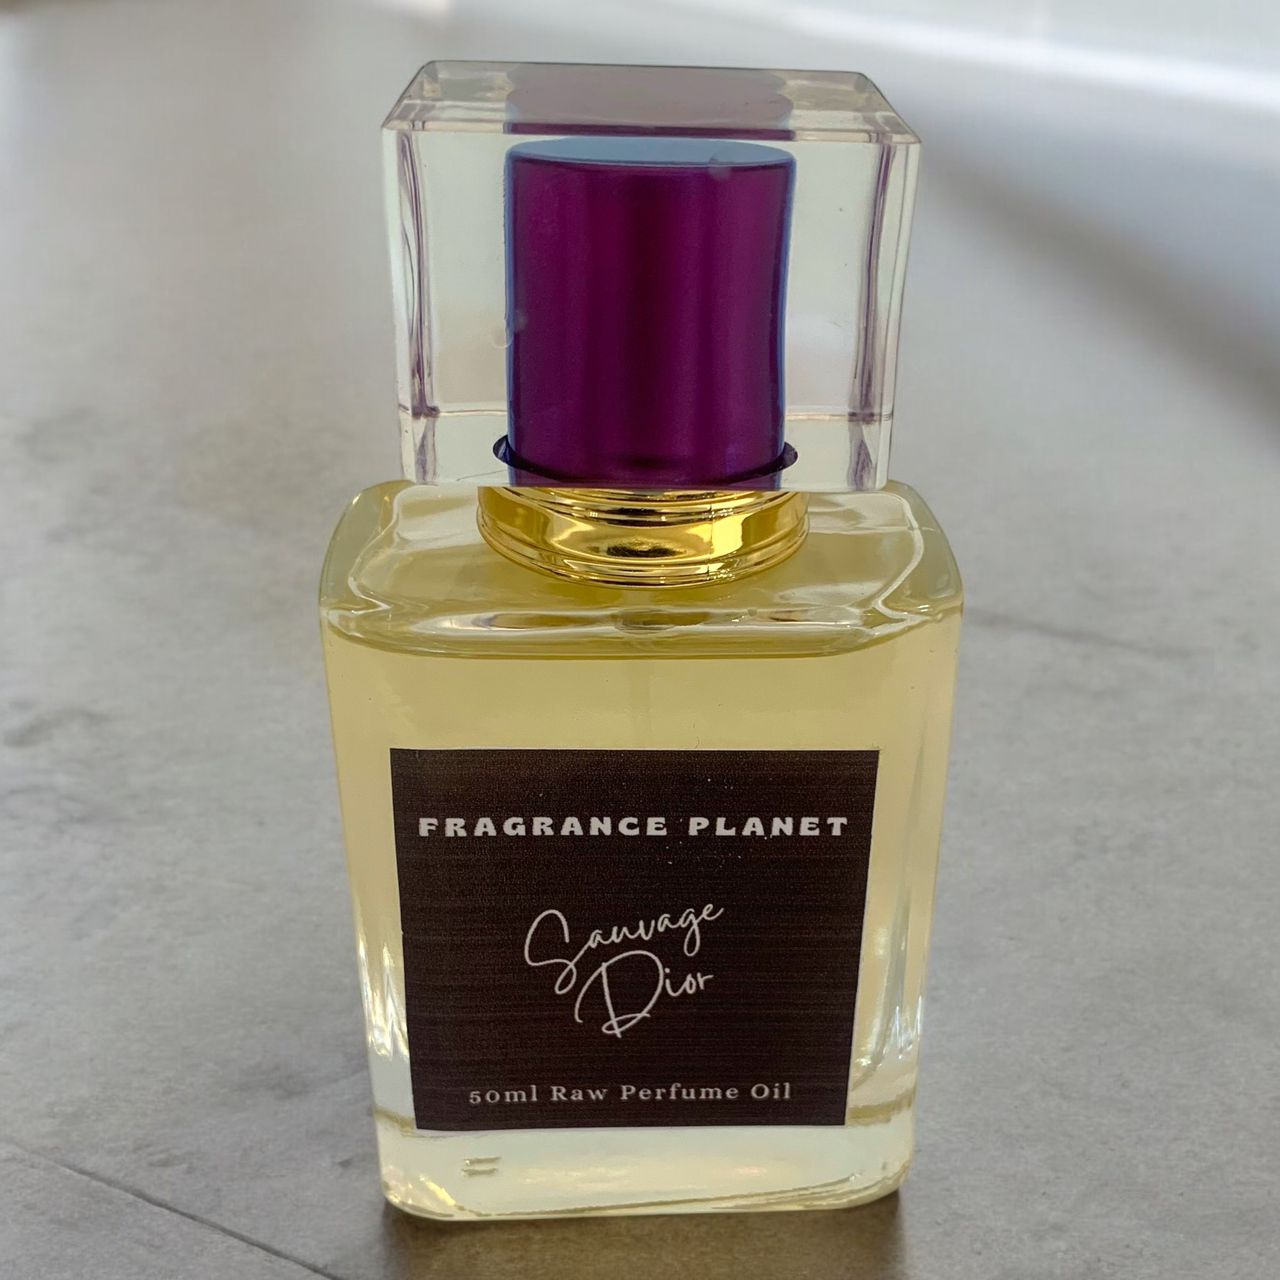 FRAGRANCE PLANET
Sauvage
Dior
50ml Raw Perfume Oil